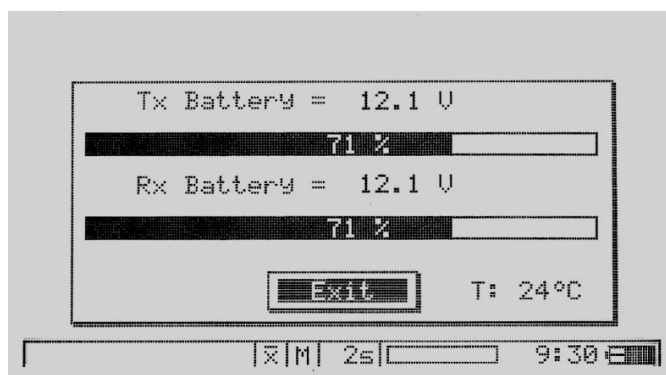 Tx Battery = 12.1 V
71 %
Rx Battery = 12.1 V
71 %
Exit T: 24°C
x̅|M| 2s| 9:30